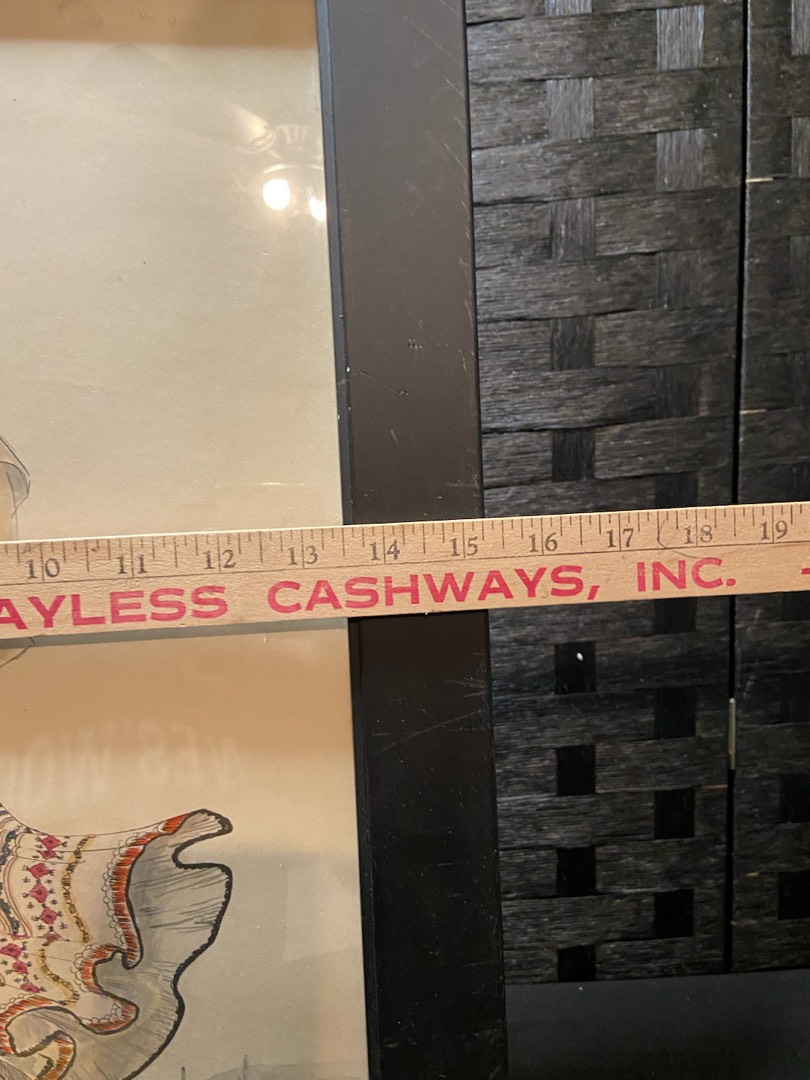 10 11 12 13 14 15 16 17 18 19
AYLESS CASHWAYS, INC. -